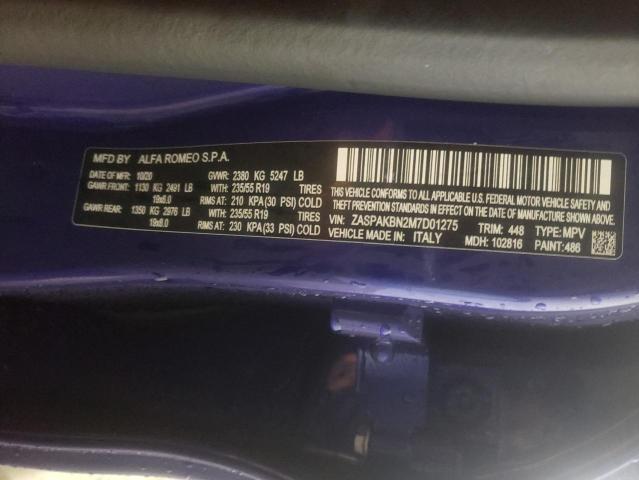 MFD BY ALFA ROMEO S.P.A.
DATE OF MFR: 10/20 GVWR: 2380 KG 5247 LB
GAWR FRONT: 1130 KG 2491 LB WITH: 235/55 R19 TIRES
19x8.0 RIMS AT: 210 KPA(30 PSI) COLD
GAWR REAR: 1350 KG 2976 LB WITH: 235/55 R19 TIRES
19x8.0 RIMS AT: 230 KPA(33 PSI) COLD
THIS VEHICLE CONFORMS TO ALL APPLICABLE U.S.A. FEDERAL MOTOR VEHICLE SAFETY AND
THEFT PREVENTION STANDARDS IN EFFECT ON THE DATE OF MANUFACTURE SHOWN ABOVE.
VIN: ZASPAKBN2M7D01275 TYPE: MPV
VEHICLE MADE IN: ITALY TRIM: 448
MDH: 102816 PAINT: 486